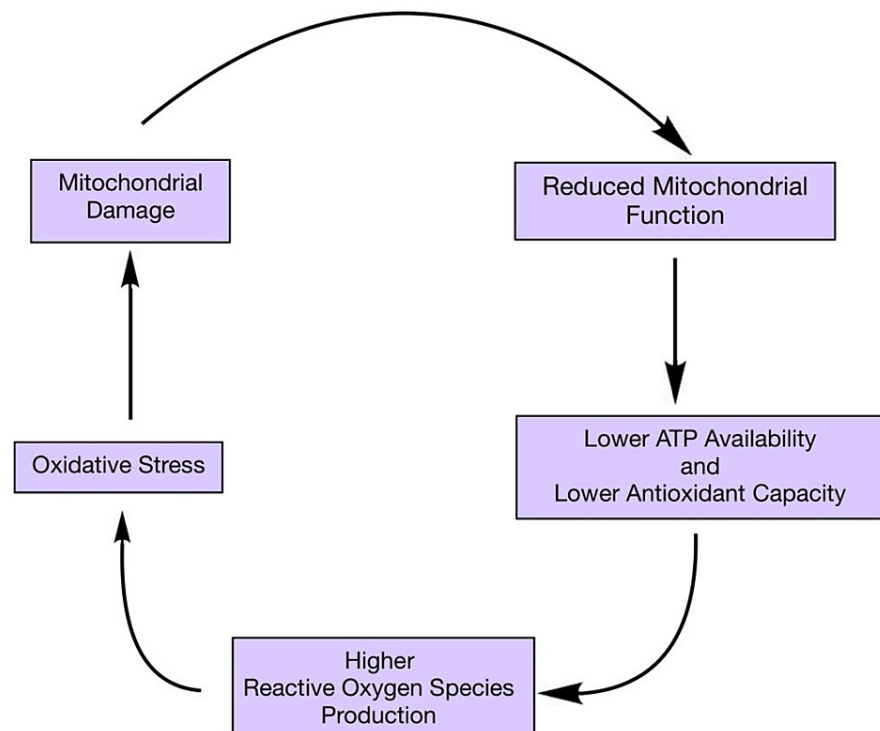 Mitochondrial
Damage
Reduced Mitochondrial
Function
Lower ATP Availability
and
Lower Antioxidant Capacity
Higher
Reactive Oxygen Species
Production
Oxidative Stress